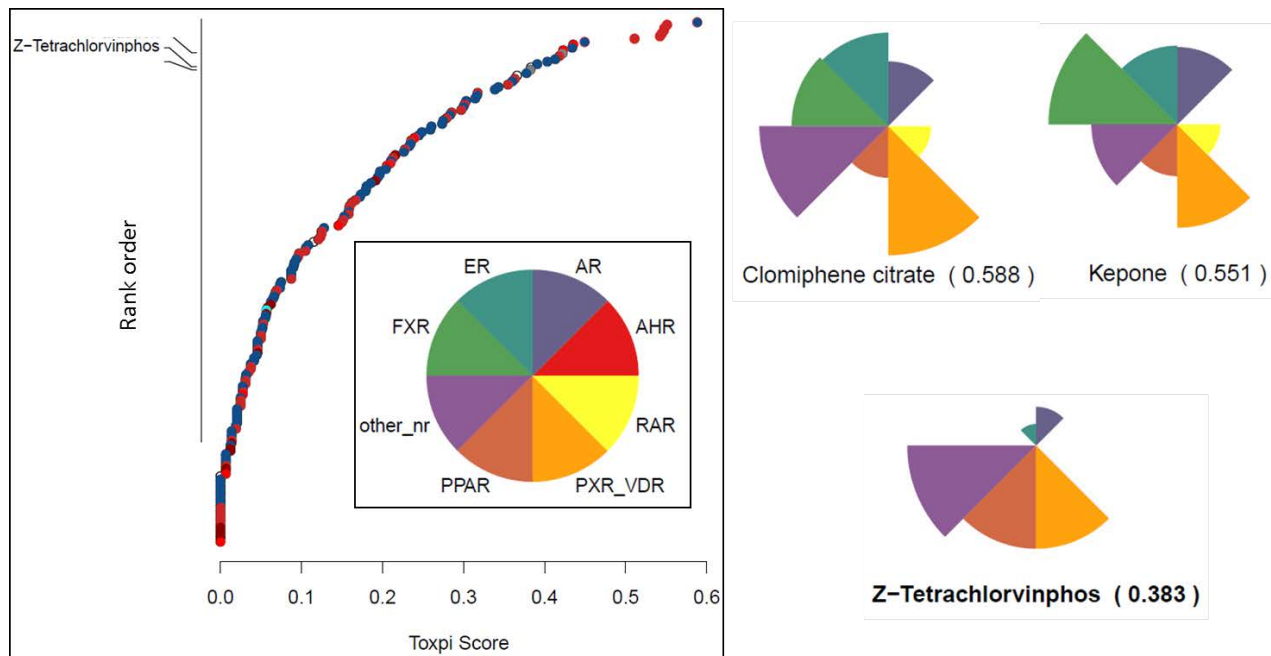 Z−Tetrachlorvinphos
Rank order
ER
AR
FXR
AHR
other_nr
RAR
PPAR
PXR_VDR
0.0 0.1 0.2 0.3 0.4 0.5 0.6
Toxpi Score
Clomiphene citrate ( 0.588 )
Kepone ( 0.551 )
Z−Tetrachlorvinphos ( 0.383 )